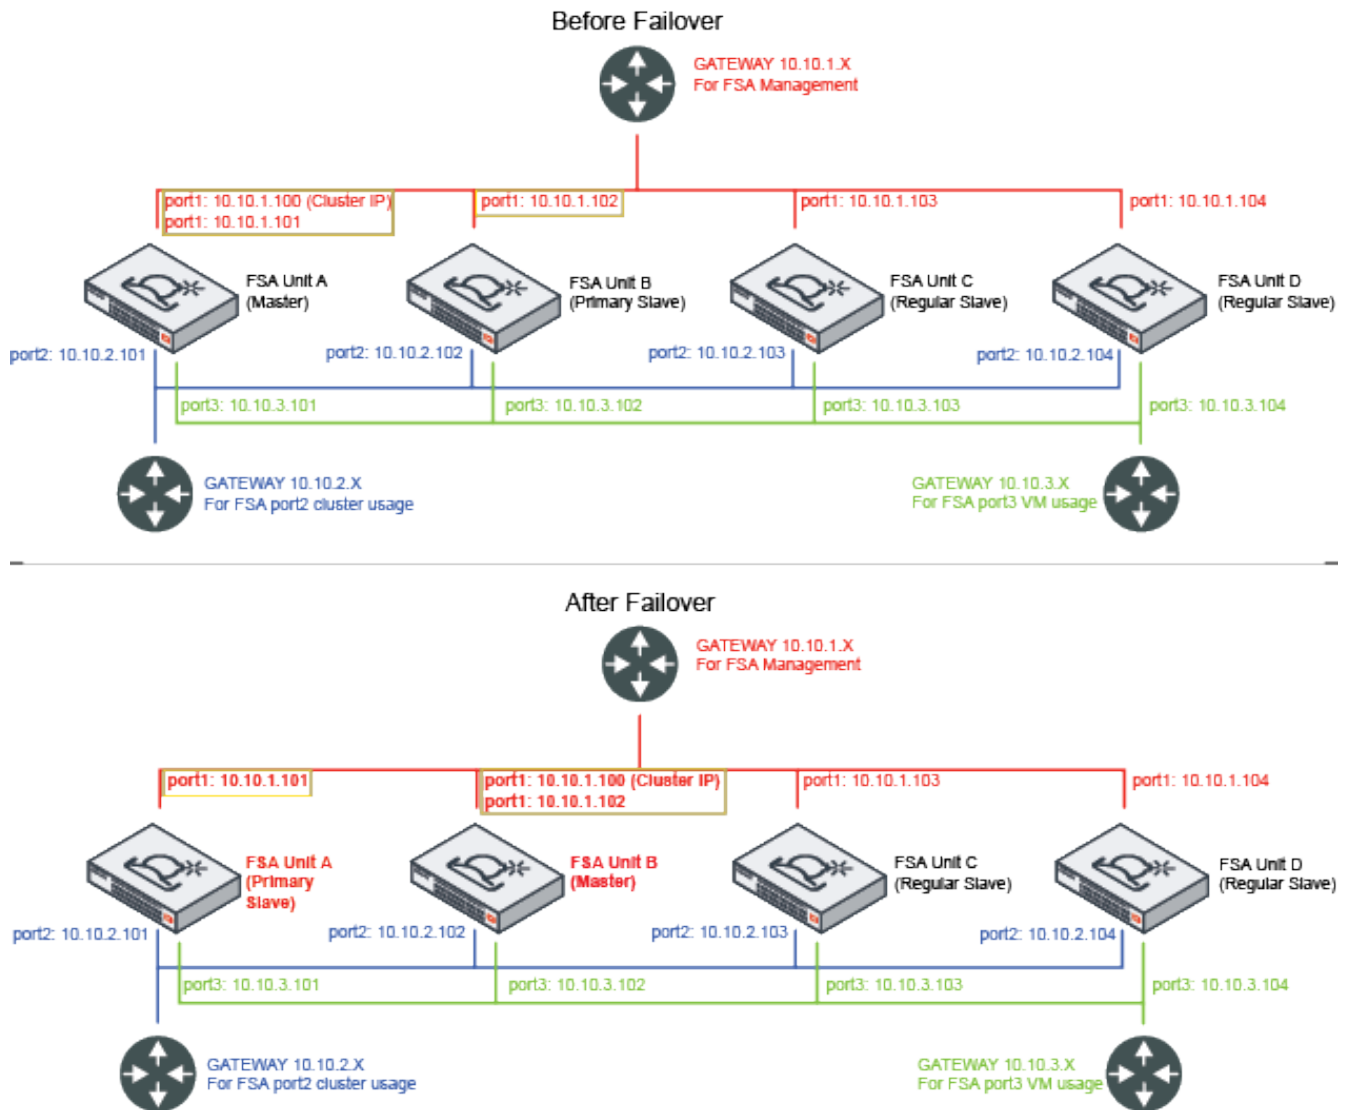 Before Failover
GATEWAY 10.10.1.X
For FSA Management
port1: 10.10.1.100 (Cluster IP)
port1: 10.10.1.101
port1: 10.10.1.102
port1: 10.10.1.103
port1: 10.10.1.104
FSA Unit A
(Master)
FSA Unit B
(Primary Slave)
FSA Unit C
(Regular Slave)
FSA Unit D
(Regular Slave)
port2: 10.10.2.101
port2: 10.10.2.102
port2: 10.10.2.103
port2: 10.10.2.104
port3: 10.10.3.101
port3: 10.10.3.102
port3: 10.10.3.103
port3: 10.10.3.104
GATEWAY 10.10.2.X
For FSA port2 cluster usage
GATEWAY 10.10.3.X
For FSA port3 VM usage
After Failover
GATEWAY 10.10.1.X
For FSA Management
port1: 10.10.1.101
port1: 10.10.1.100 (Cluster IP)
port1: 10.10.1.102
port1: 10.10.1.103
port1: 10.10.1.104
FSA Unit A
(Primary
Slave)
FSA Unit B
(Master)
FSA Unit C
(Regular Slave)
FSA Unit D
(Regular Slave)
port2: 10.10.2.101
port2: 10.10.2.102
port2: 10.10.2.103
port2: 10.10.2.104
port3: 10.10.3.101
port3: 10.10.3.102
port3: 10.10.3.103
port3: 10.10.3.104
GATEWAY 10.10.2.X
For FSA port2 cluster usage
GATEWAY 10.10.3.X
For FSA port3 VM usage